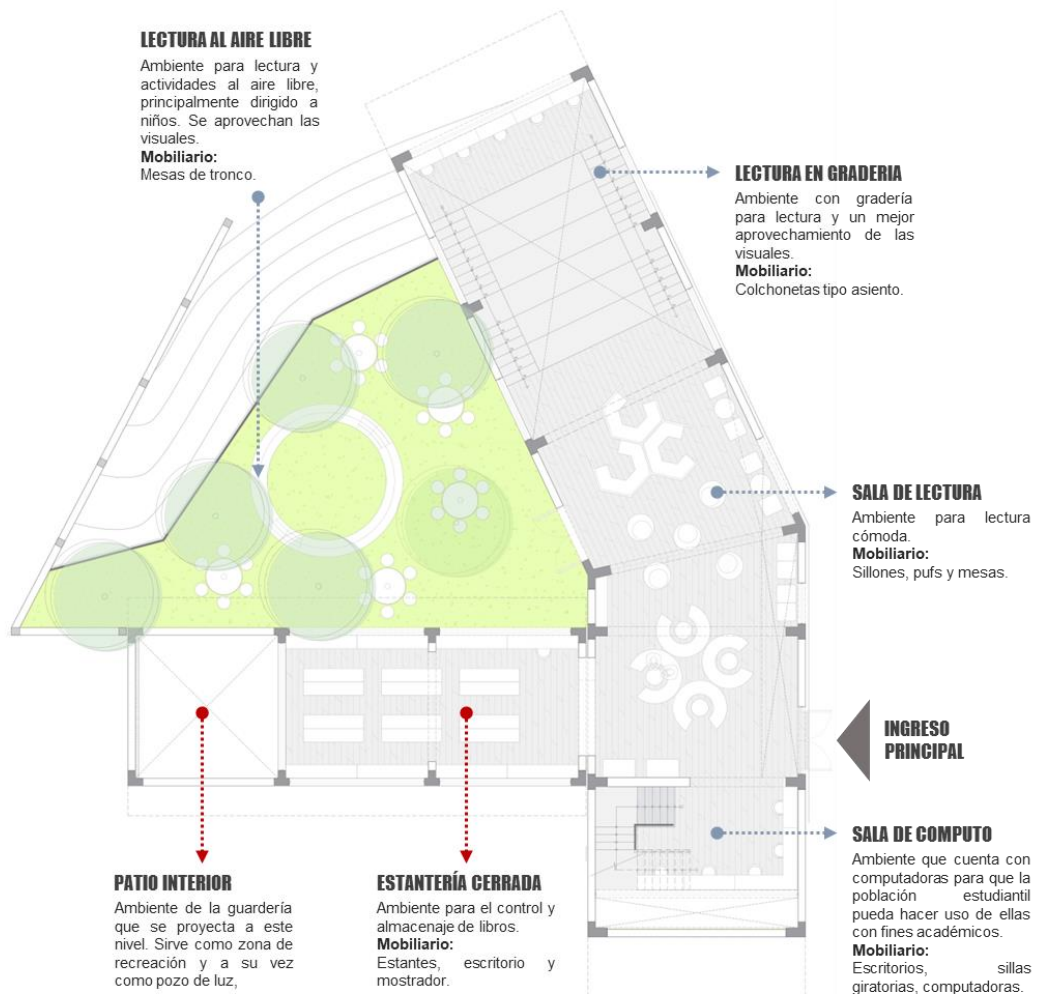 LECTURA AL AIRE LIBRE
Ambiente para lectura y
actividades al aire libre,
principalmente dirigido a
niños. Se aprovechan las
visuales.
Mobiliario:
Mesas de tronco.
LECTURA EN GRADERIA
Ambiente con gradería
para lectura y un mejor
aprovechamiento de las
visuales.
Mobiliario:
Colchonetas tipo asiento.
SALA DE LECTURA
Ambiente para lectura
cómoda.
Mobiliario:
Sillones, pufs y mesas.
INGRESO
PRINCIPAL
PATIO INTERIOR
Ambiente de la guardería
que se proyecta a este
nivel. Sirve como zona de
recreación y a su vez
como pozo de luz,
ESTANTERÍA CERRADA
Ambiente para el control y
almacenaje de libros.
Mobiliario:
Estantes, escritorio y
mostrador.
SALA DE COMPUTO
Ambiente que cuenta con
computadoras para que la
población estudiantil
pueda hacer uso de ellas
con fines académicos.
Mobiliario:
Escritorios, sillas
giratorias, computadoras.